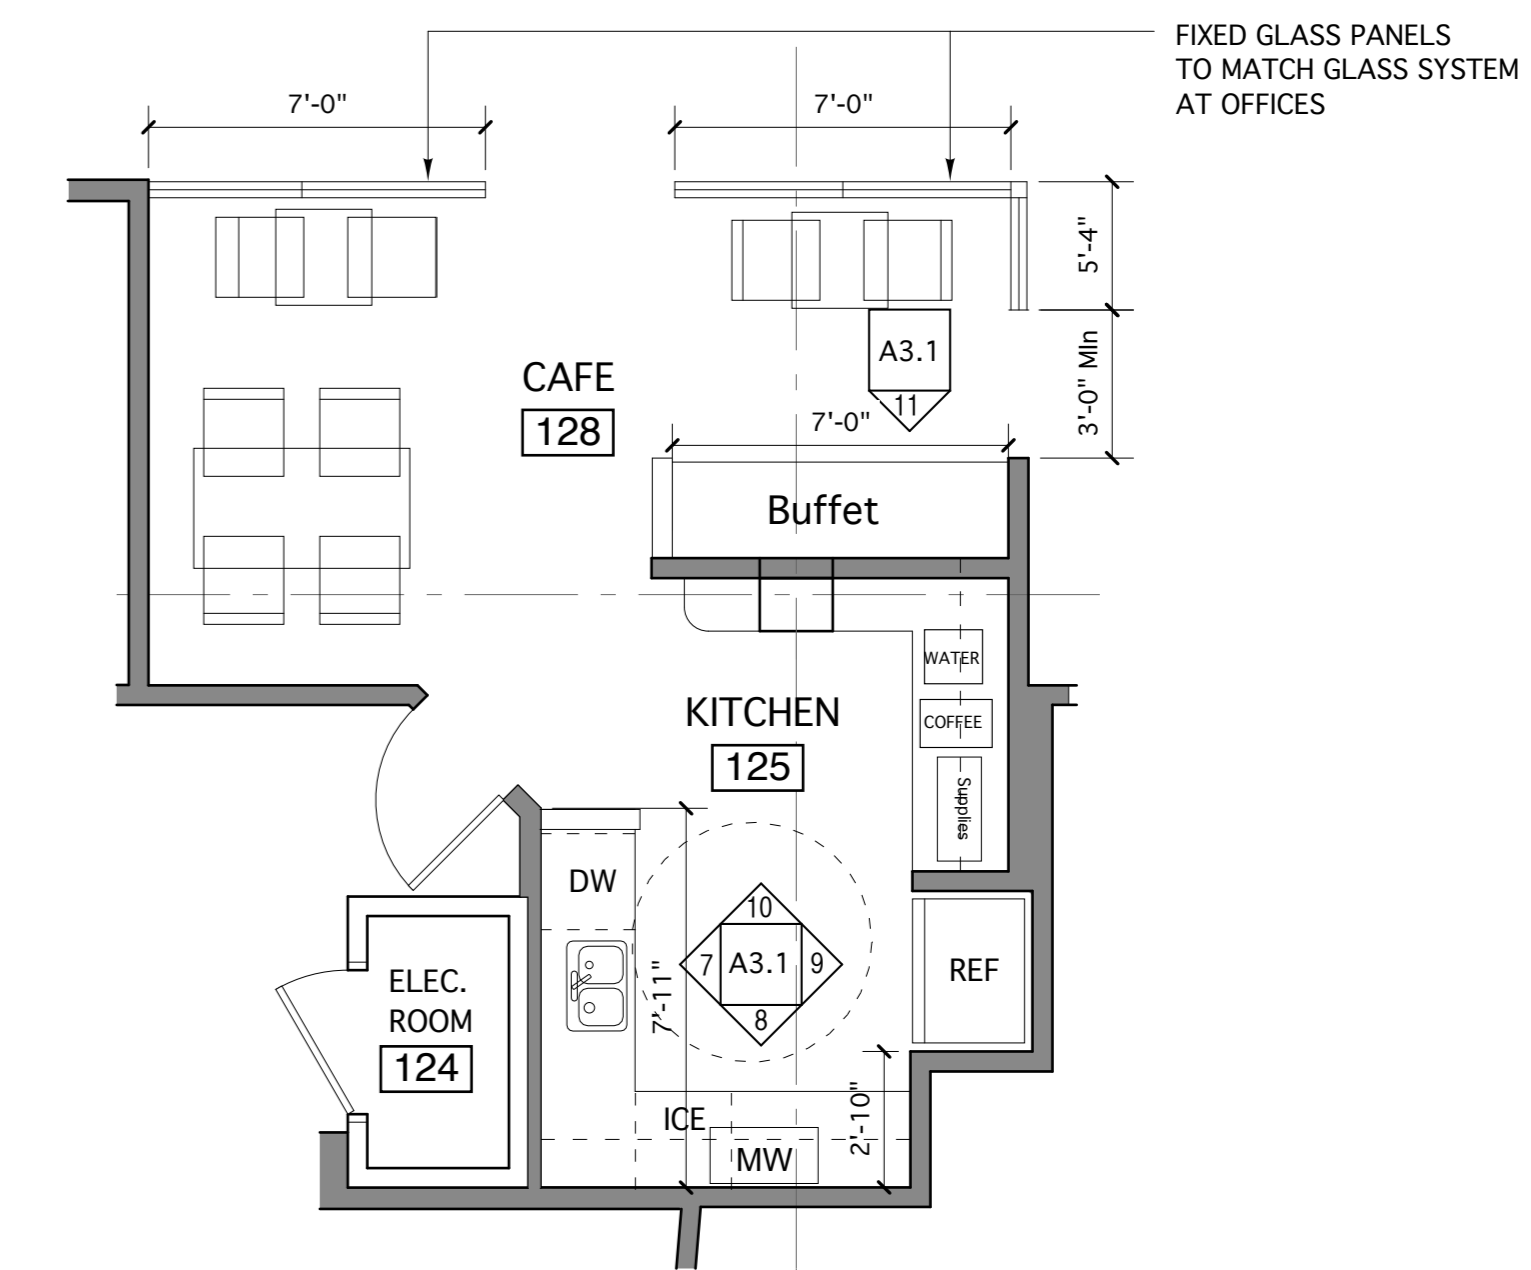 FIXED GLASS PANELS
TO MATCH GLASS SYSTEM
AT OFFICES
7'-0"
7'-0"
5'-4"
A3.1
11
3'-0" MIn
CAFE
128
7'-0"
Buffet
WATER
KITCHEN
125
COFFEE
Supplies
DW
10
7
A3.1
9
8
REF
7'-11"
ELEC.
ROOM
124
ICE
2'-10"
MW